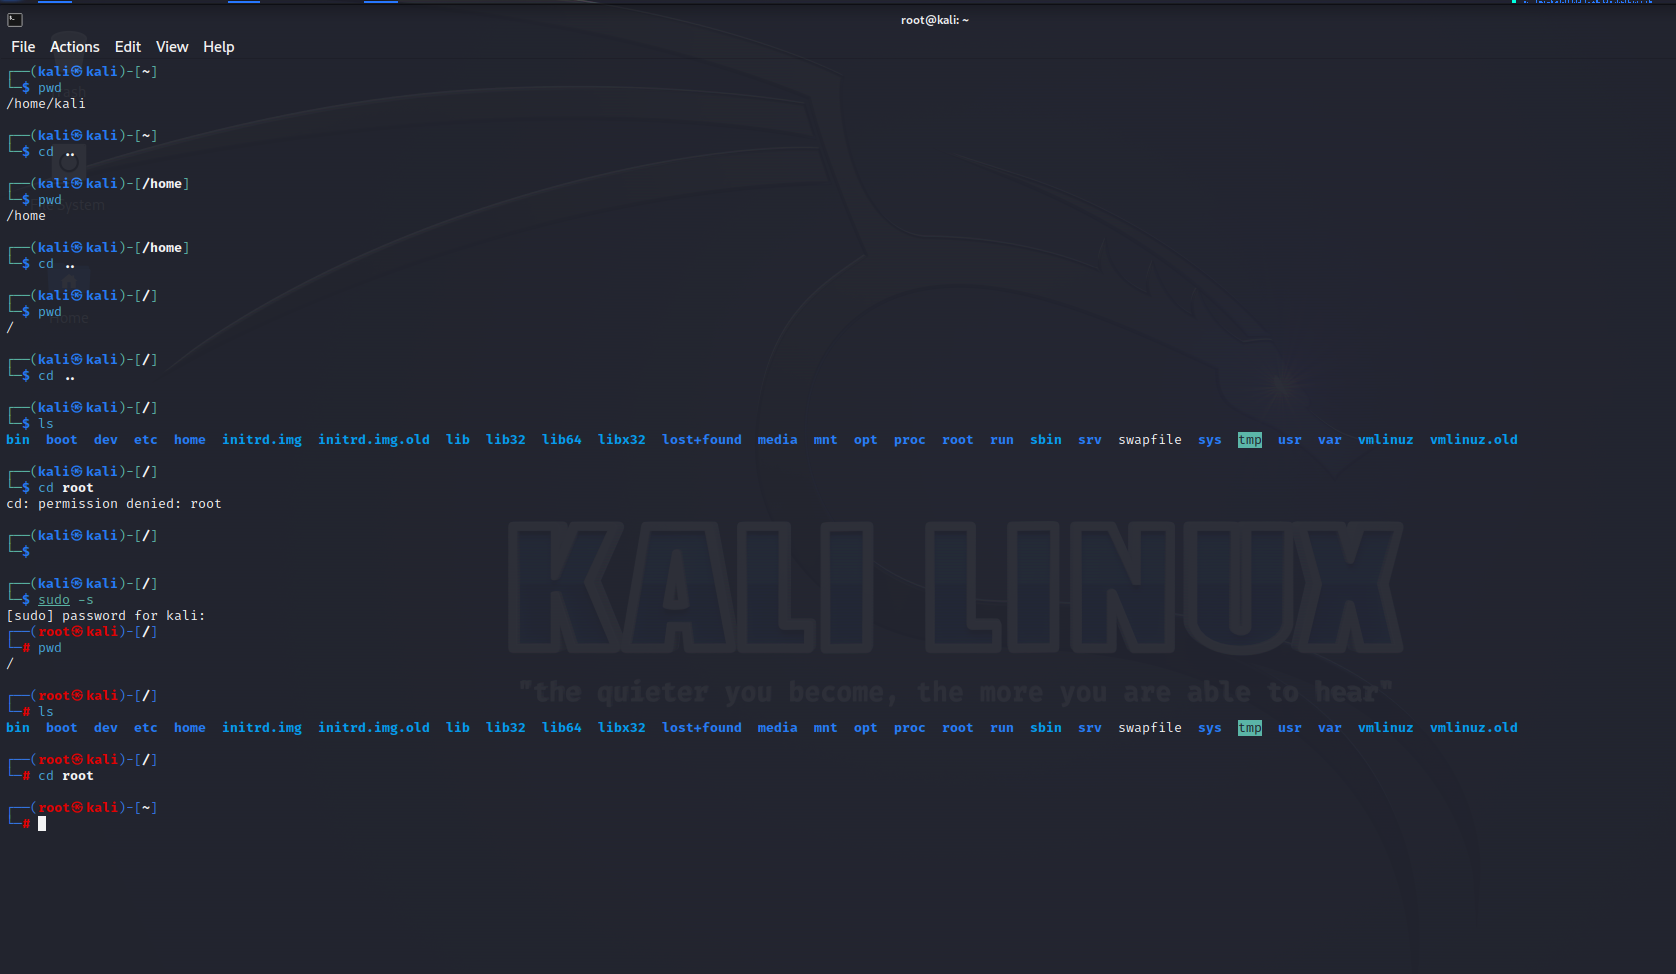 root@kali: ~
File Actions Edit View Help
┌──(kali㉿kali)-[~]
└─$ pwd
/home/kali
┌──(kali㉿kali)-[~]
└─$ cd ..
┌──(kali㉿kali)-[/home]
└─$ pwd
/home
┌──(kali㉿kali)-[/home]
└─$ cd ..
┌──(kali㉿kali)-[/]
└─$ pwd
/
┌──(kali㉿kali)-[/]
└─$ cd ..
┌──(kali㉿kali)-[/]
└─$ ls
bin boot dev etc home initrd.img initrd.img.old lib lib32 lib64 libx32 lost+found media mnt opt proc root run sbin srv swapfile sys tmp usr var vmlinuz vmlinuz.old
┌──(kali㉿kali)-[/]
└─$ cd root
cd: permission denied: root
┌──(kali㉿kali)-[/]
└─$
┌──(kali㉿kali)-[/]
└─$ sudo -s
[sudo] password for kali:
┌──(root㉿kali)-[/]
└─# pwd
/
┌──(root㉿kali)-[/]
└─# ls
bin boot dev etc home initrd.img initrd.img.old lib lib32 lib64 libx32 lost+found media mnt opt proc root run sbin srv swapfile sys tmp usr var vmlinuz vmlinuz.old
┌──(root㉿kali)-[/]
└─# cd root
┌──(root㉿kali)-[~]
└─#
KALI LINUX
"the quieter you become, the more you are able to hear"
Home